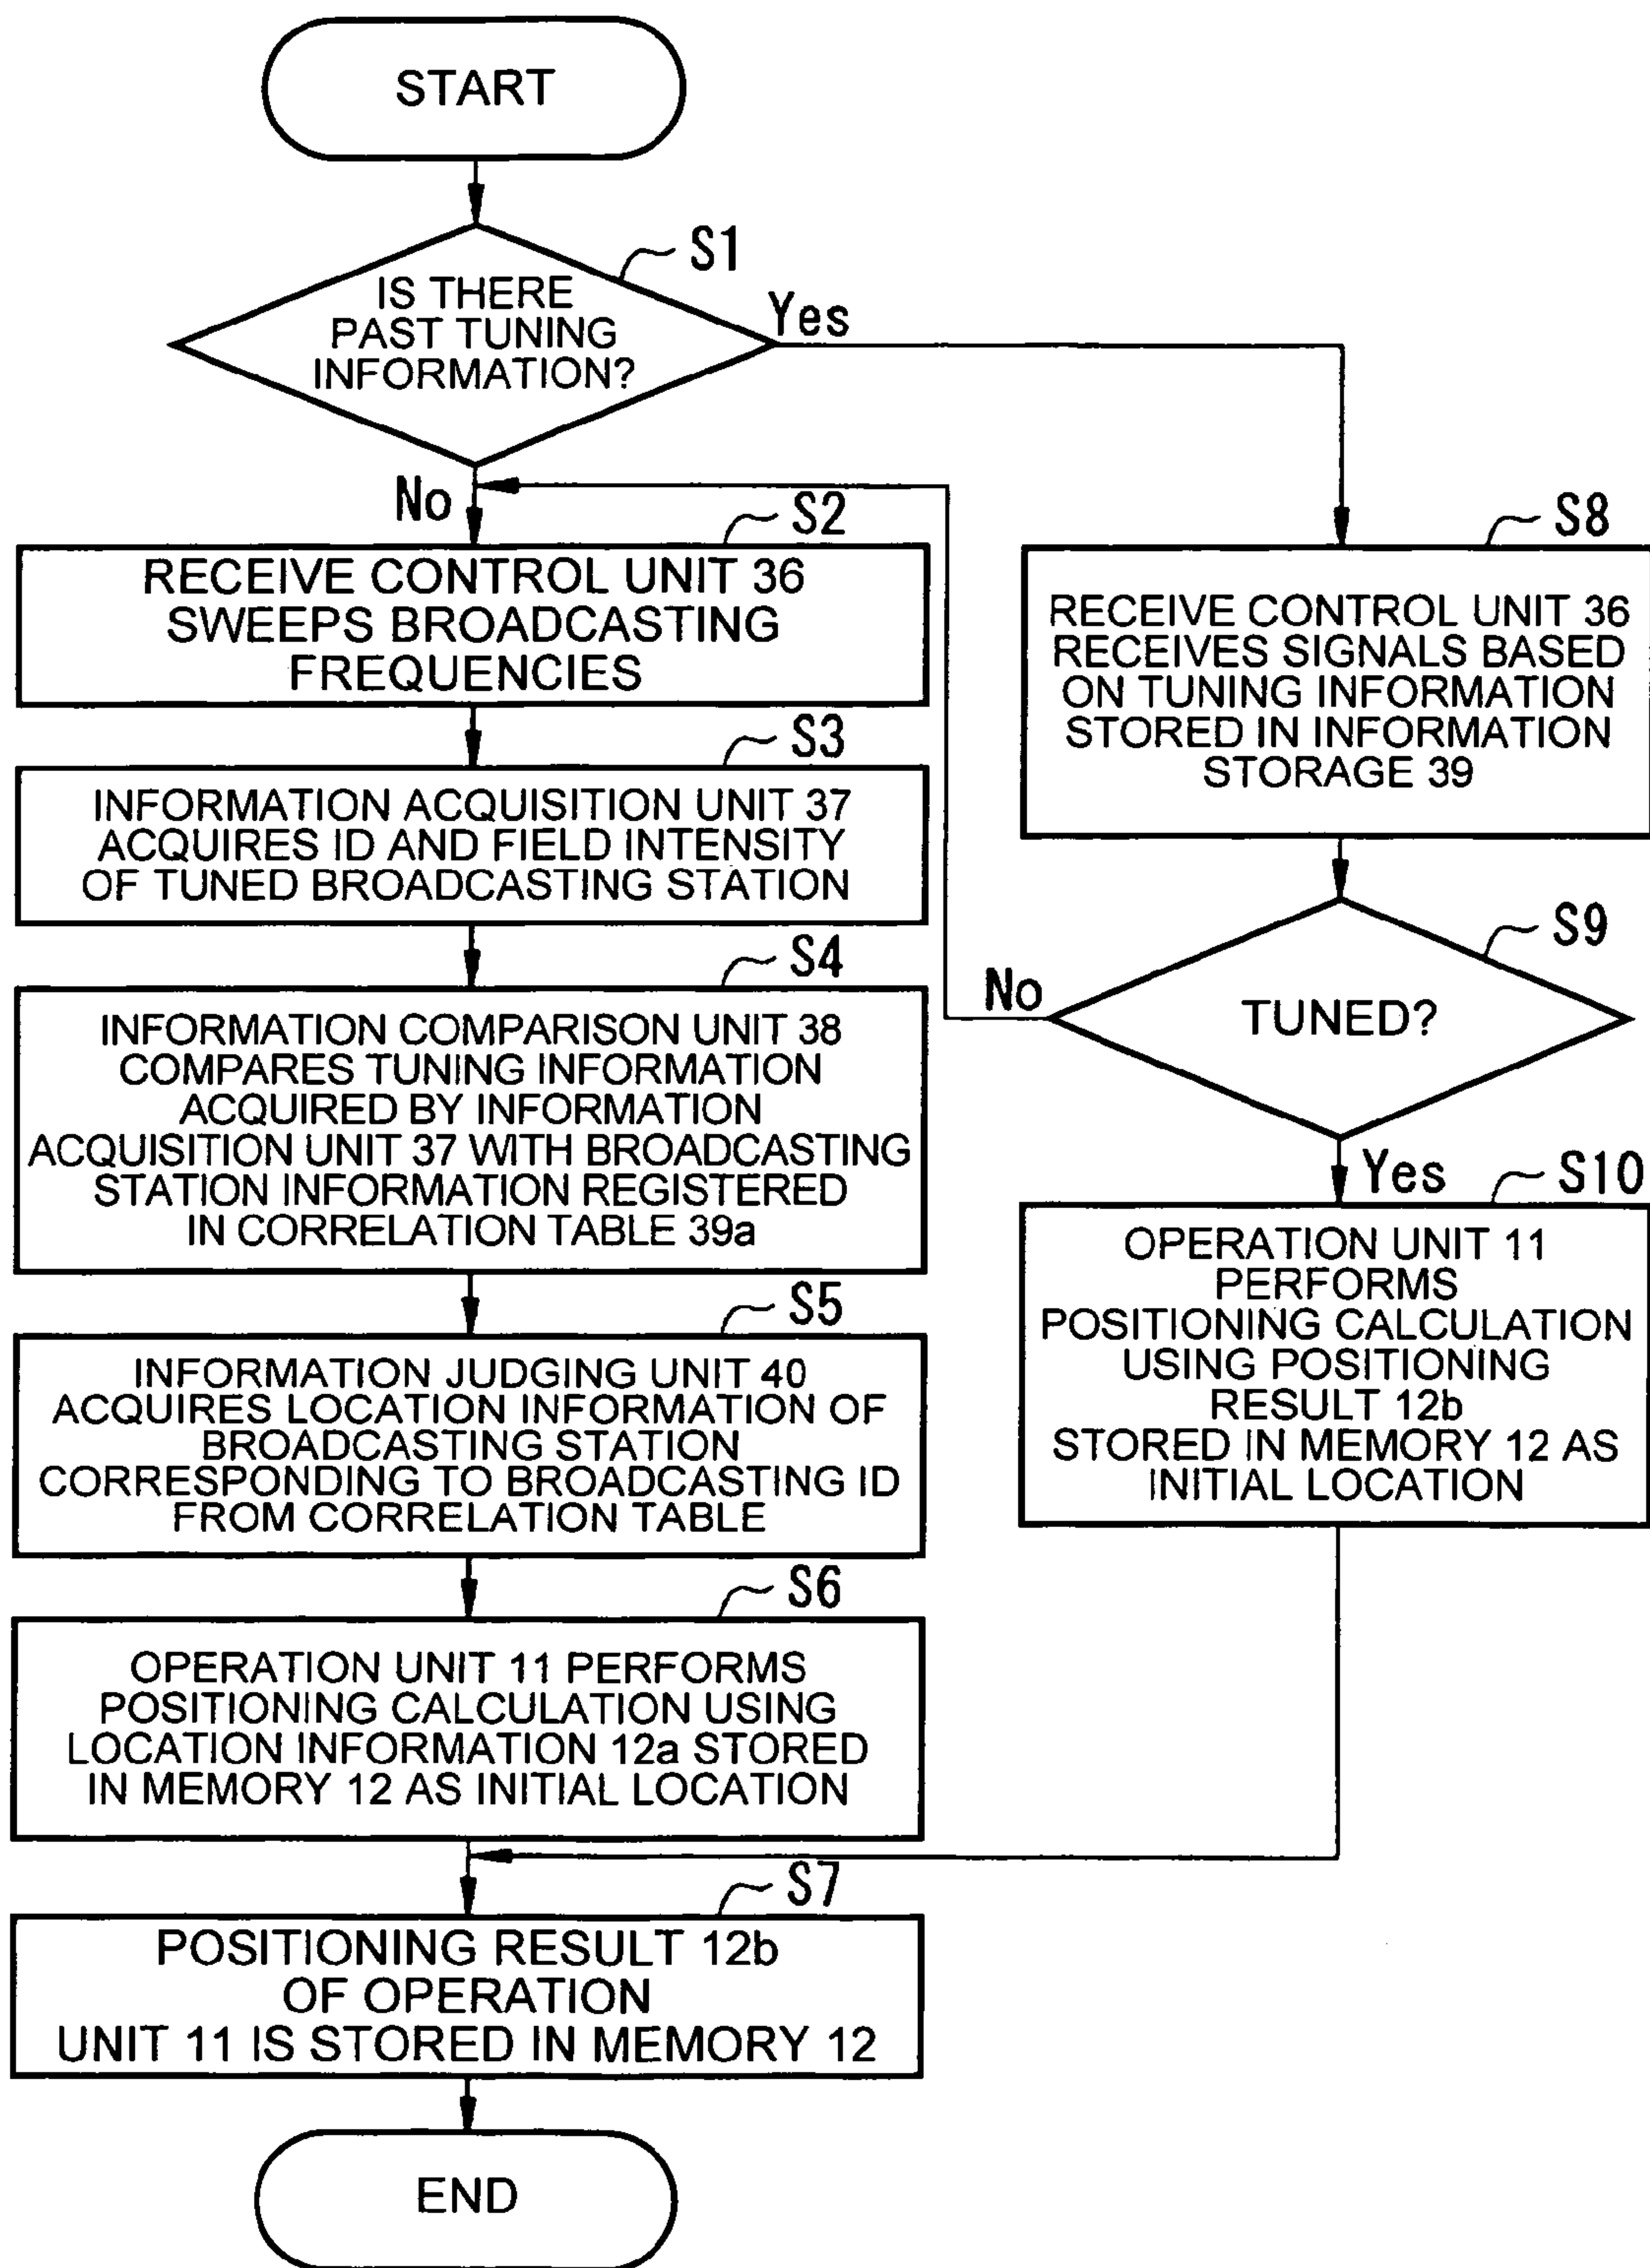 START
S1
IS THERE
PAST TUNING
INFORMATION?
Yes
No
S2
RECEIVE CONTROL UNIT 36
SWEEPS BROADCASTING
FREQUENCIES
S3
INFORMATION ACQUISITION UNIT 37
ACQUIRES ID AND FIELD INTENSITY
OF TUNED BROADCASTING STATION
S4
INFORMATION COMPARISON UNIT 38
COMPARES TUNING INFORMATION
ACQUIRED BY INFORMATION
ACQUISITION UNIT 37 WITH BROADCASTING
STATION INFORMATION REGISTERED
IN CORRELATION TABLE 39a
S5
INFORMATION JUDGING UNIT 40
ACQUIRES LOCATION INFORMATION OF
BROADCASTING STATION
CORRESPONDING TO BROADCASTING ID
FROM CORRELATION TABLE
S6
OPERATION UNIT 11 PERFORMS
POSITIONING CALCULATION USING
LOCATION INFORMATION 12a STORED
IN MEMORY 12 AS INITIAL LOCATION
S7
POSITIONING RESULT 12b
OF OPERATION
UNIT 11 IS STORED IN MEMORY 12
END
S8
RECEIVE CONTROL UNIT 36
RECEIVES SIGNALS BASED
ON TUNING INFORMATION
STORED IN INFORMATION
STORAGE 39
S9
No
TUNED?
Yes
S10
OPERATION UNIT 11
PERFORMS
POSITIONING CALCULATION
USING POSITIONING
RESULT 12b
STORED IN MEMORY 12 AS
INITIAL LOCATION